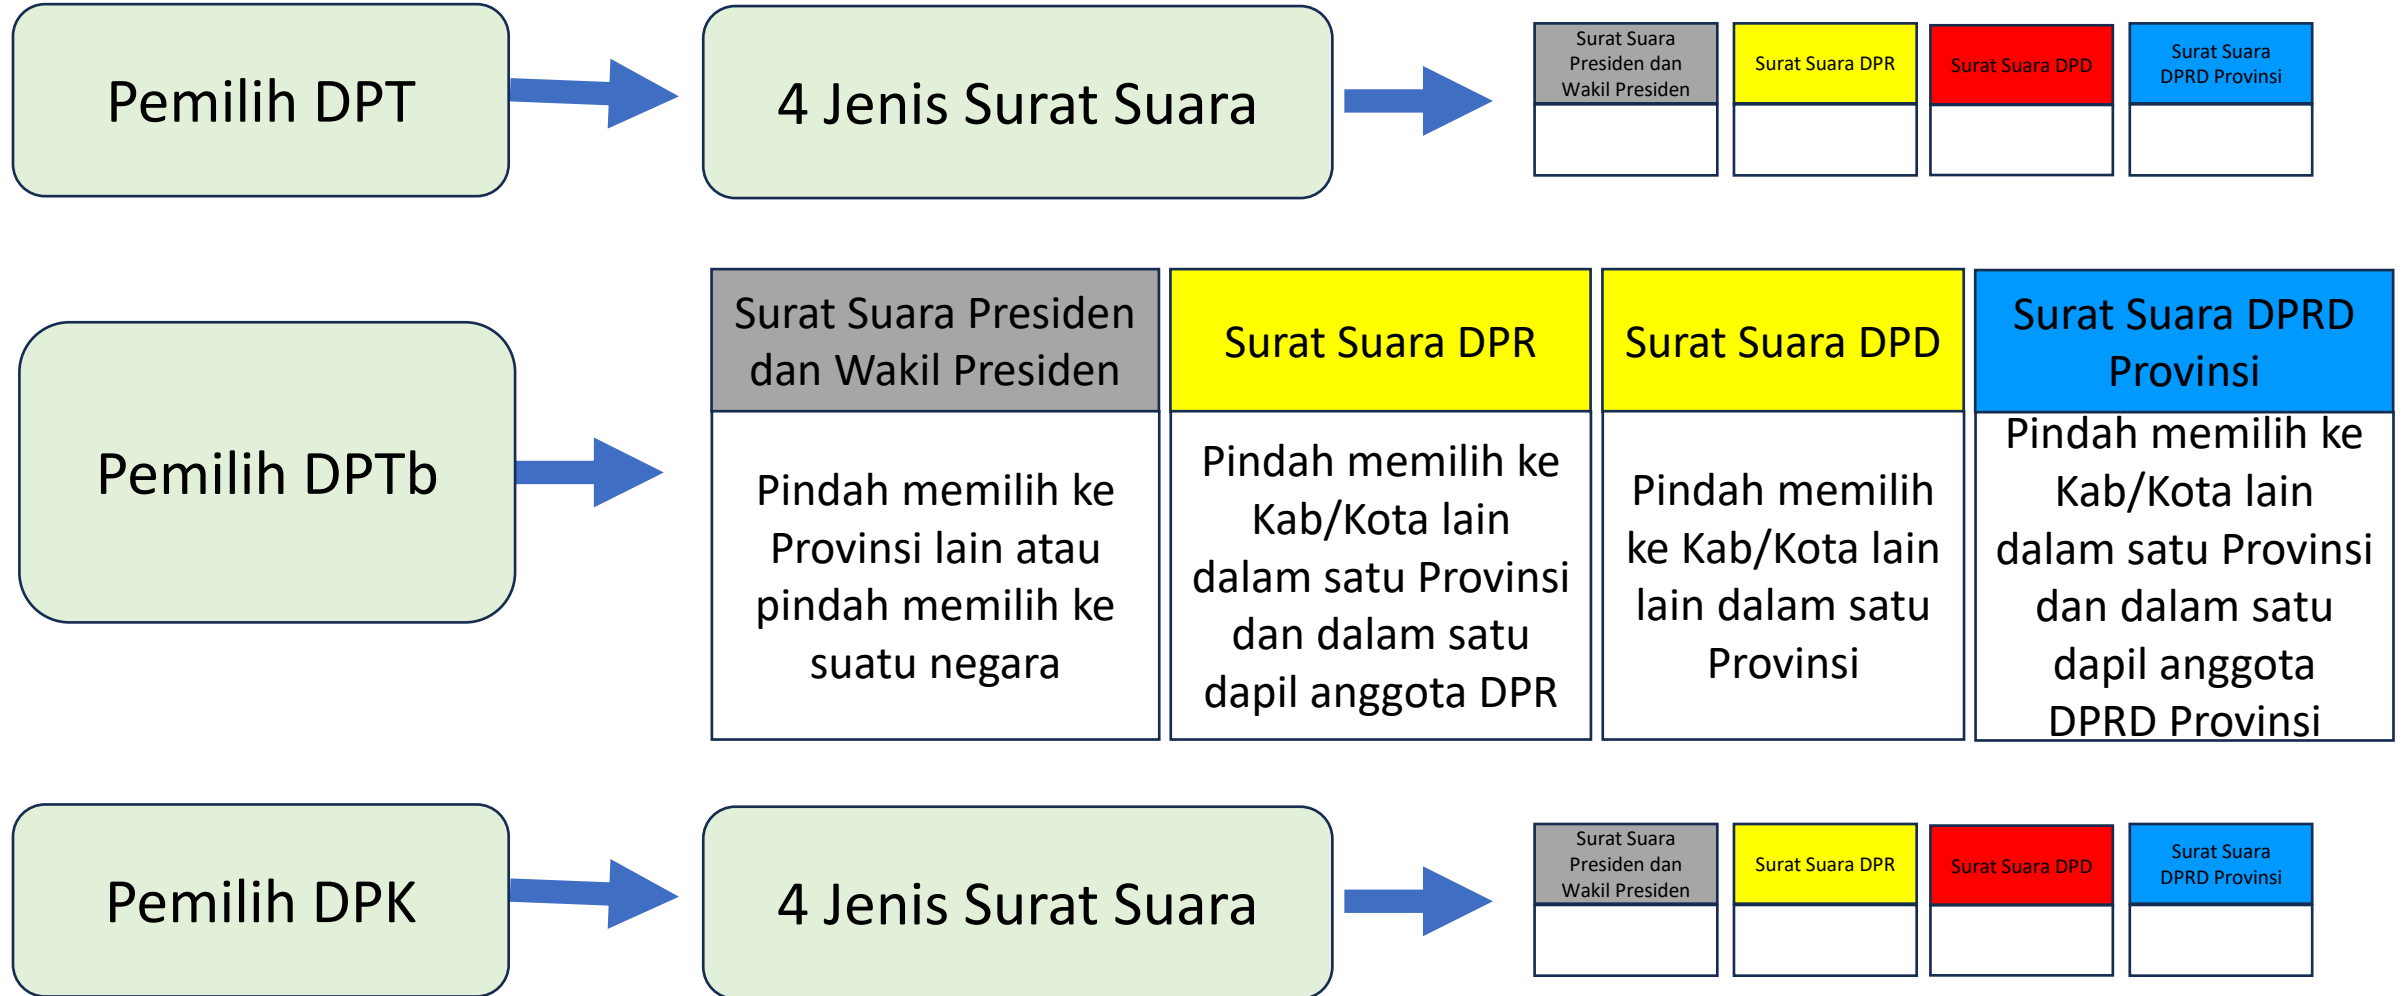 Pemilih DPT
4 Jenis Surat Suara
Surat Suara
Presiden dan
Wakil Presiden
Surat Suara DPR
Surat Suara DPD
Surat Suara
DPRD Provinsi
Pemilih DPTb
Surat Suara Presiden
dan Wakil Presiden
Pindah memilih ke
Provinsi lain atau
pindah memilih ke
suatu negara
Surat Suara DPR
Pindah memilih ke
Kab/Kota lain
dalam satu Provinsi
dan dalam satu
dapil anggota DPR
Surat Suara DPD
Pindah memilih
ke Kab/Kota lain
lain dalam satu
Provinsi
Surat Suara DPRD
Provinsi
Pindah memilih ke
Kab/Kota lain
dalam satu Provinsi
dan dalam satu
dapil anggota
DPRD Provinsi
Pemilih DPK
4 Jenis Surat Suara
Surat Suara
Presiden dan
Wakil Presiden
Surat Suara DPR
Surat Suara DPD
Surat Suara
DPRD Provinsi